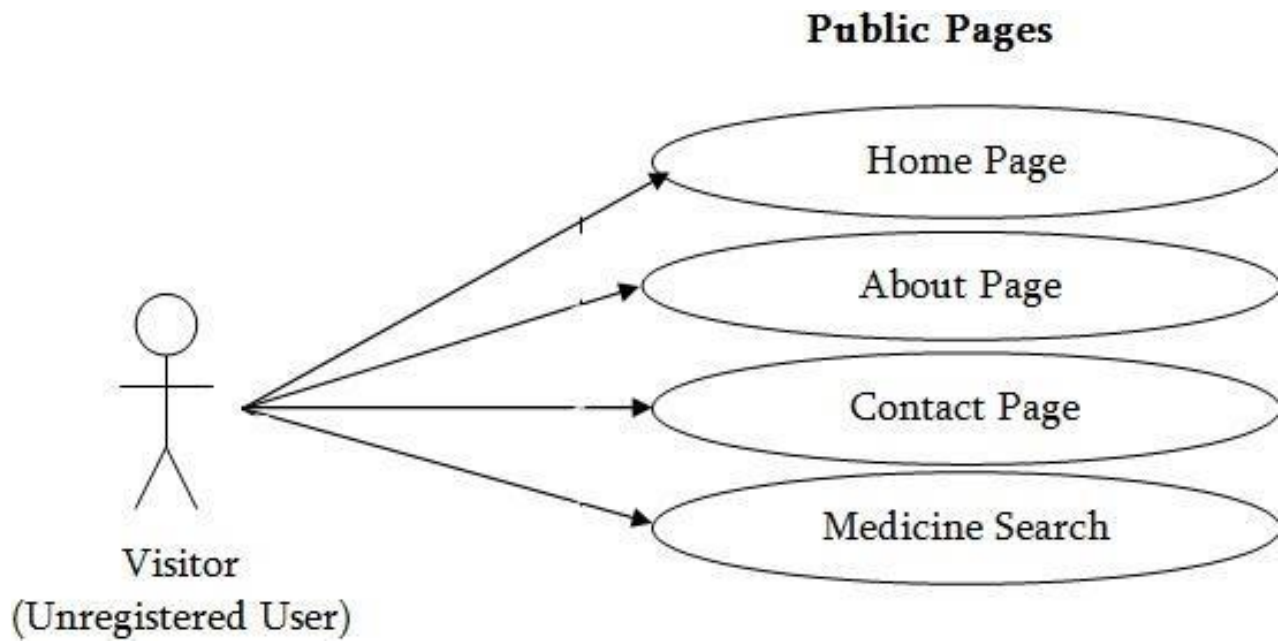 Public Pages
Home Page
About Page
Contact Page
Medicine Search
Visitor
(Unregistered User)